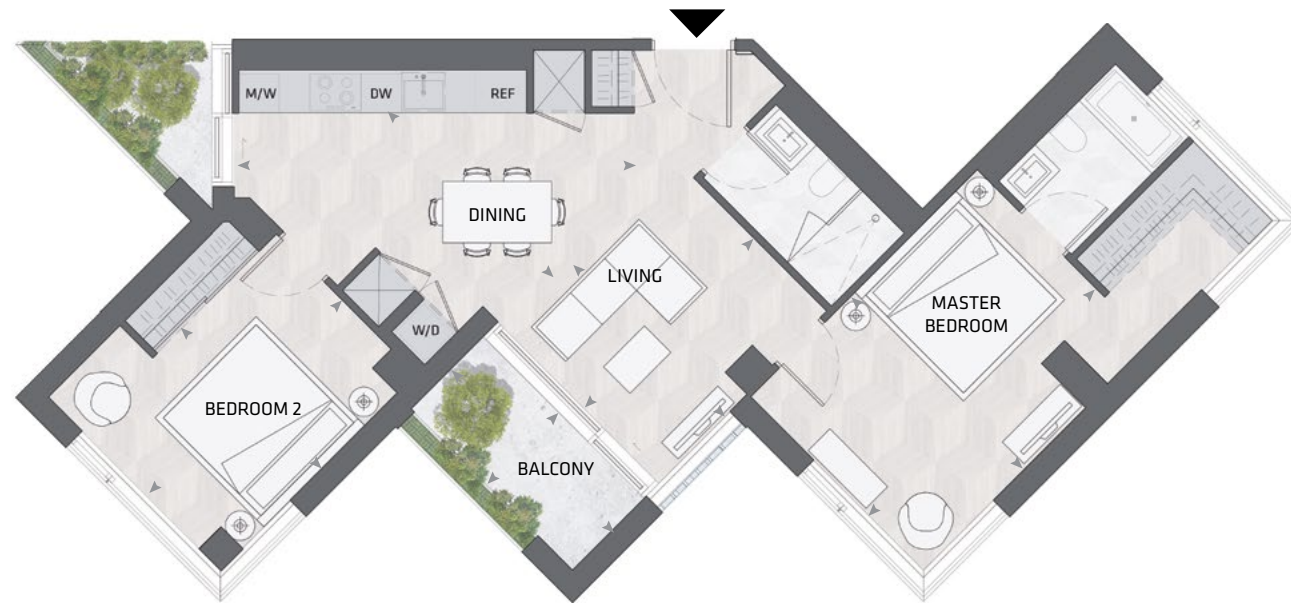 M/W
DW
REF
DINING
LIVING
MASTER
BEDROOM
W/D
BEDROOM 2
BALCONY